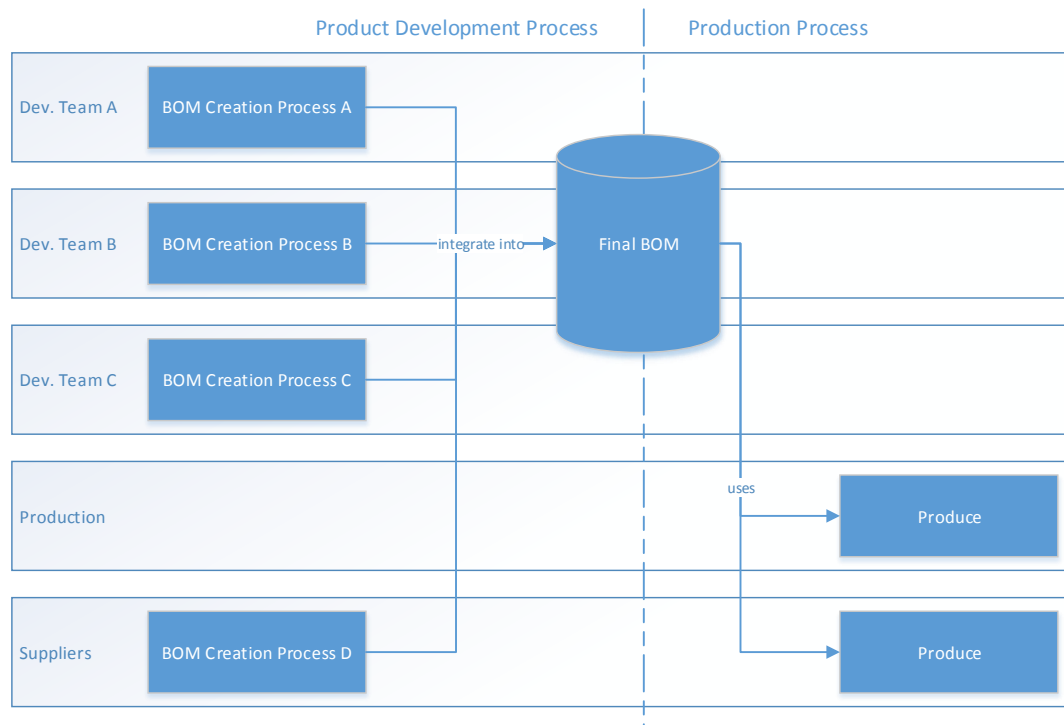 Product Development Process
Production Process
Dev. Team A
BOM Creation Process A
Dev. Team B
BOM Creation Process B
integrate into
Final BOM
Dev. Team C
BOM Creation Process C
uses
Production
Produce
Suppliers
BOM Creation Process D
Produce